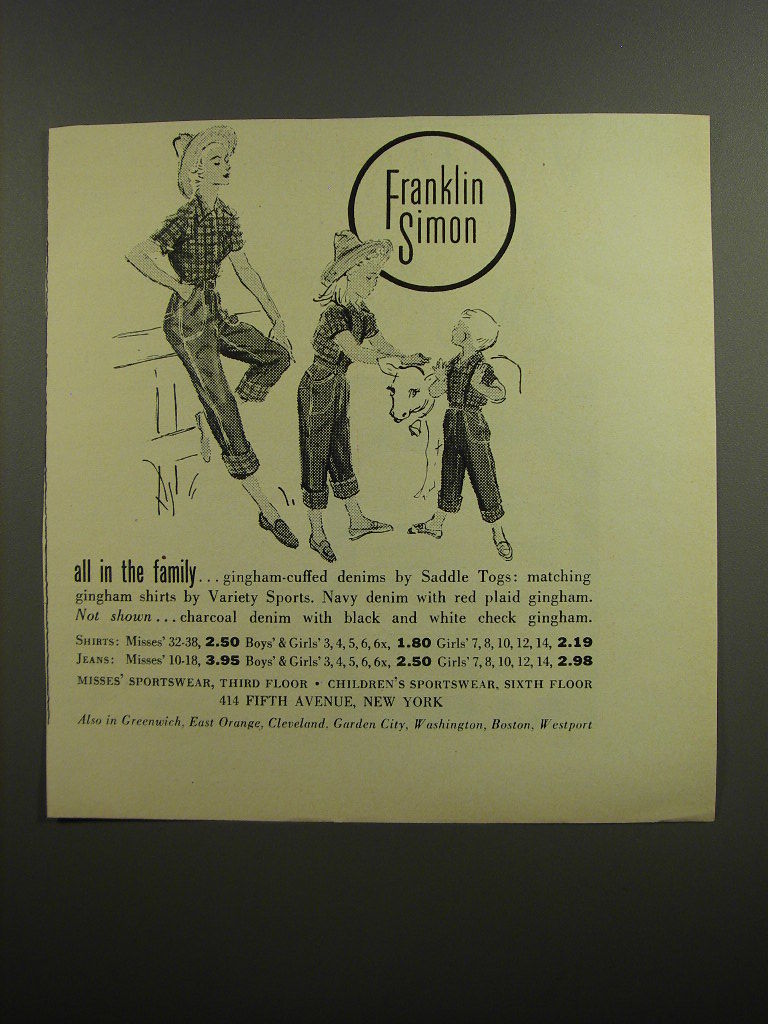 Franklin
Simon
all in the family... gingham-cuffed denims by Saddle Togs: matching
gingham shirts by Variety Sports. Navy denim with red plaid gingham.
Not shown... charcoal denim with black and white check gingham.
SHIRTS: Misses' 32-38, 2.50 Boys' & Girls' 3, 4, 5, 6, 6x, 1.80 Girls' 7, 8, 10, 12, 14, 2.19
JEANS: Misses' 10-18, 3.95 Boys' & Girls' 3, 4, 5, 6, 6x, 2.50 Girls' 7, 8, 10, 12, 14, 2.98
MISSES' SPORTSWEAR, THIRD FLOOR • CHILDREN'S SPORTSWEAR, SIXTH FLOOR
414 FIFTH AVENUE, NEW YORK
Also in Greenwich, East Orange, Cleveland, Garden City, Washington, Boston, Westport